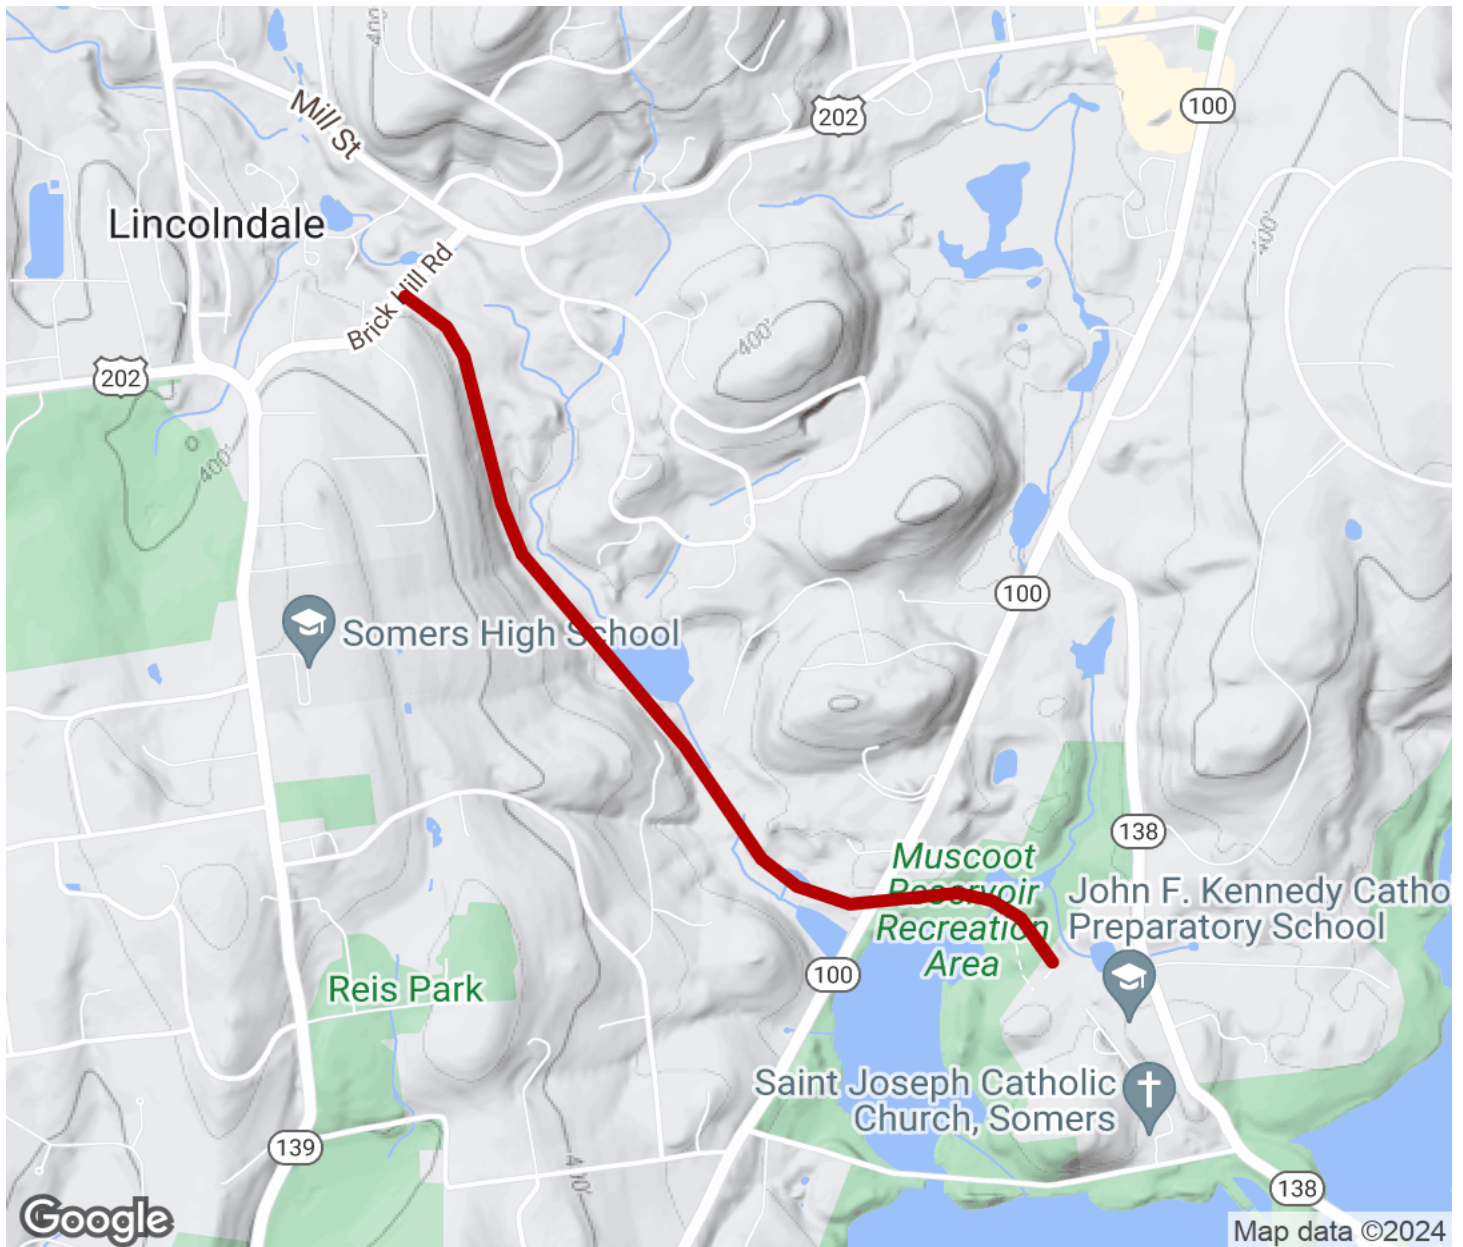 400'
Mill St
202
100
Lincolndale
400'
Brick Hill Rd
400'
202
400'
100
Somers High School
138
Muscoot
Reservoir
Recreation
Area
John F. Kennedy Catho
Preparatory School
100
Reis Park
Saint Joseph Catholic
Church, Somers
139
400'
138
Google
Map data ©2024